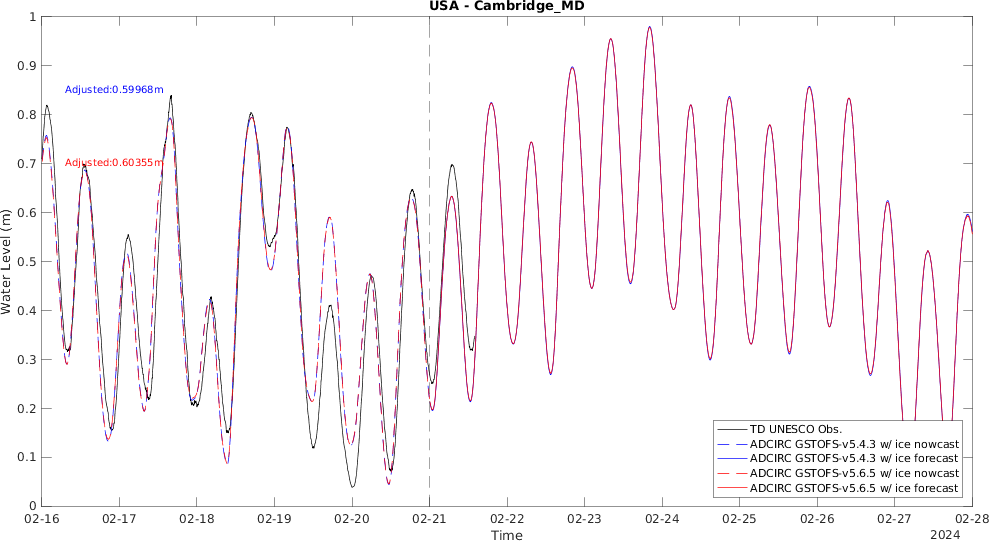 USA - Cambridge_MD
Water Level (m)
1
0.9
0.8
0.7
0.6
0.5
0.4
0.3
0.2
0.1
0
Adjusted:0.59968m
Adjusted:0.60355m
TD UNESCO Obs.
ADCIRC GSTOFS-v5.4.3 w/ ice nowcast
ADCIRC GSTOFS-v5.4.3 w/ ice forecast
ADCIRC GSTOFS-v5.6.5 w/ ice nowcast
ADCIRC GSTOFS-v5.6.5 w/ ice forecast
02-16 02-17 02-18 02-19 02-20 02-21 02-22 02-23 02-24 02-25 02-26 02-27 02-28
Time
2024